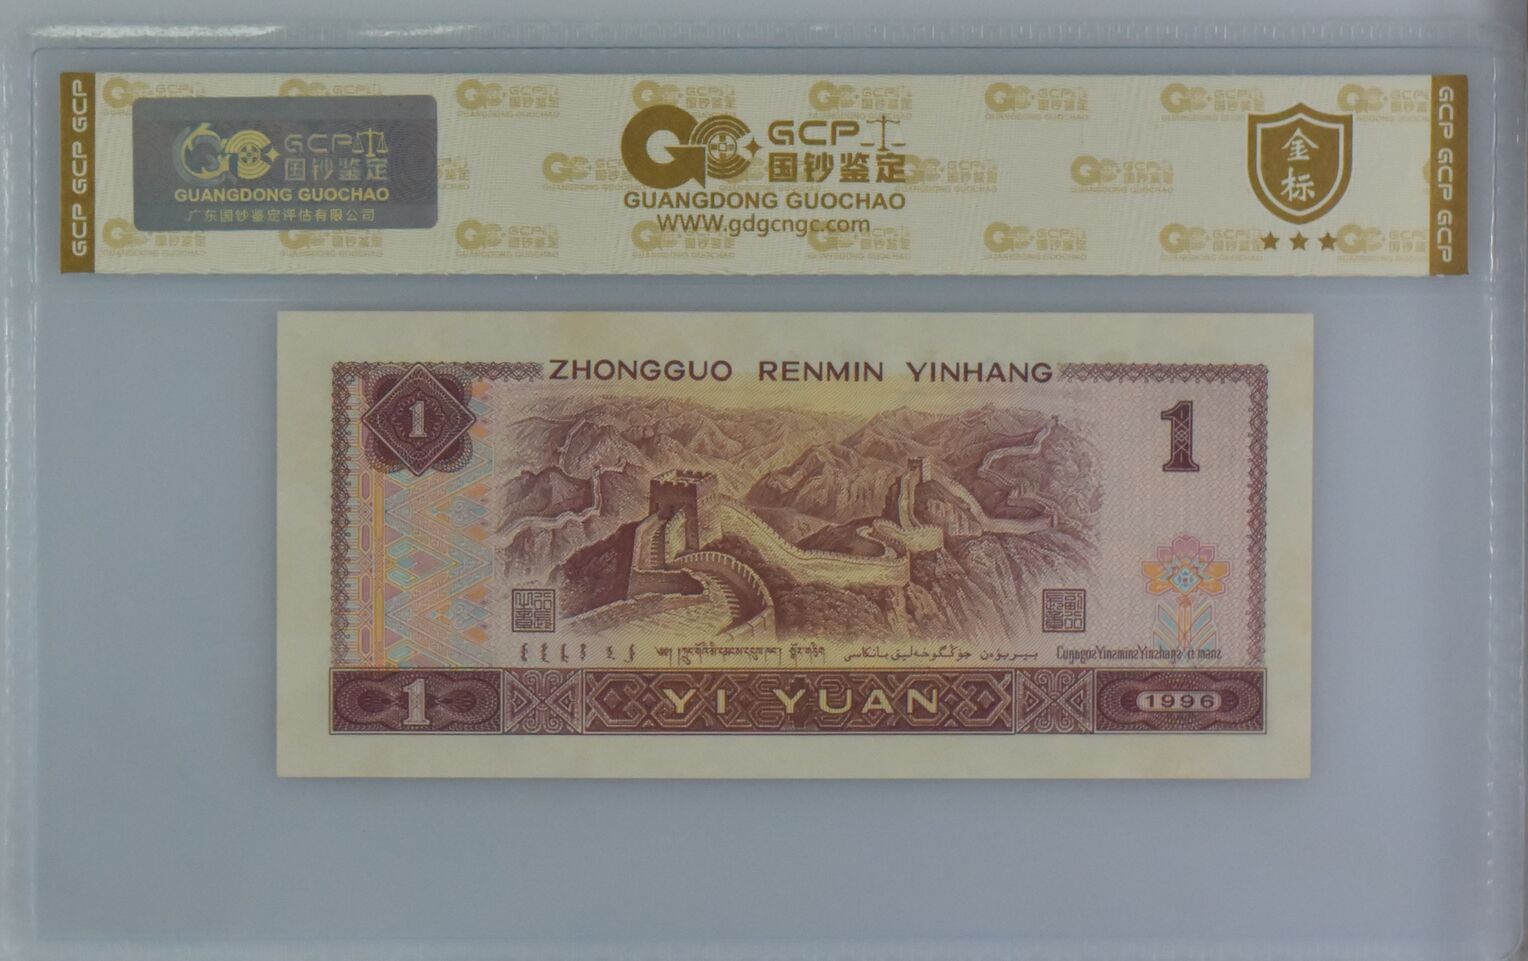 GCP GCP GCP
GCP
国钞鉴定
GUANGDONG GUOCHAO
广东国钞鉴定评估有限公司
GCP
国钞鉴定
GUANGDONG GUOCHAO
WWW.gdgcngc.com
金标
GCP GCP GCP
ZHONGGUO RENMIN YINHANG
1
1
YI YUAN
1
1996